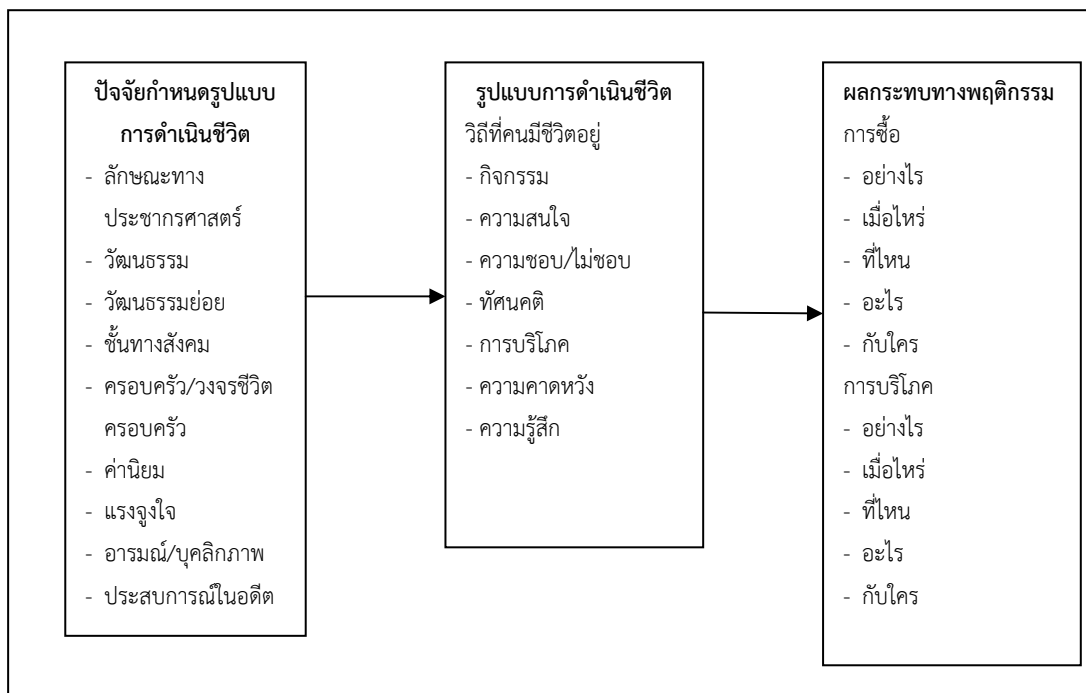 ปัจจัยกำหนดรูปแบบ
การดำเนินชีวิต
- ลักษณะทาง
ประชากรศาสตร์
- วัฒนธรรม
- วัฒนธรรมย่อย
- ชั้นทางสังคม
- ครอบครัว/วงจรชีวิต
ครอบครัว
- ค่านิยม
- แรงจูงใจ
- อารมณ์/บุคลิกภาพ
- ประสบการณ์ในอดีต
รูปแบบการดำเนินชีวิต
วิถีที่คนมีชีวิตอยู่
- กิจกรรม
- ความสนใจ
- ความชอบ/ไม่ชอบ
- ทัศนคติ
- การบริโภค
- ความคาดหวัง
- ความรู้สึก
ผลกระทบทางพฤติกรรม
การซื้อ
- อย่างไร
- เมื่อไหร่
- ที่ไหน
- อะไร
- กับใคร
การบริโภค
- อย่างไร
- เมื่อไหร่
- ที่ไหน
- อะไร
- กับใคร